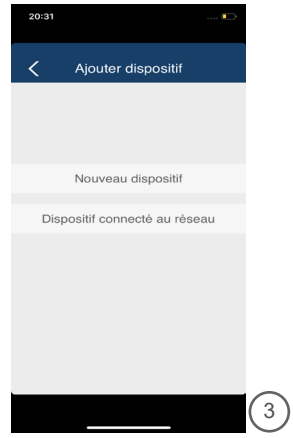 20:31
Ajouter dispositif
Nouveau dispositif
Dispositif connecté au réseau
3